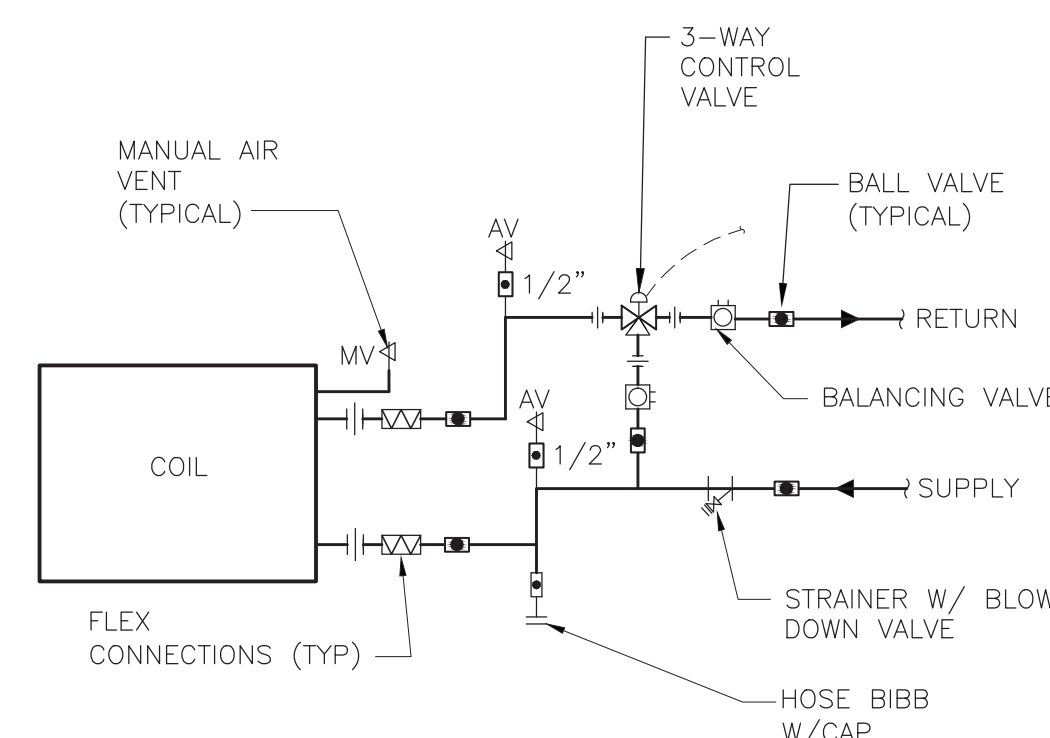 3-WAY
CONTROL
VALVE
MANUAL AIR
VENT
(TYPICAL)
BALL VALVE
(TYPICAL)
AV
1/2"
RETURN
MV
BALANCING VALVE
AV
COIL
1/2"
SUPPLY
STRAINER W/ BLOW
DOWN VALVE
FLEX
CONNECTIONS (TYP)
HOSE BIBB
W/CAP